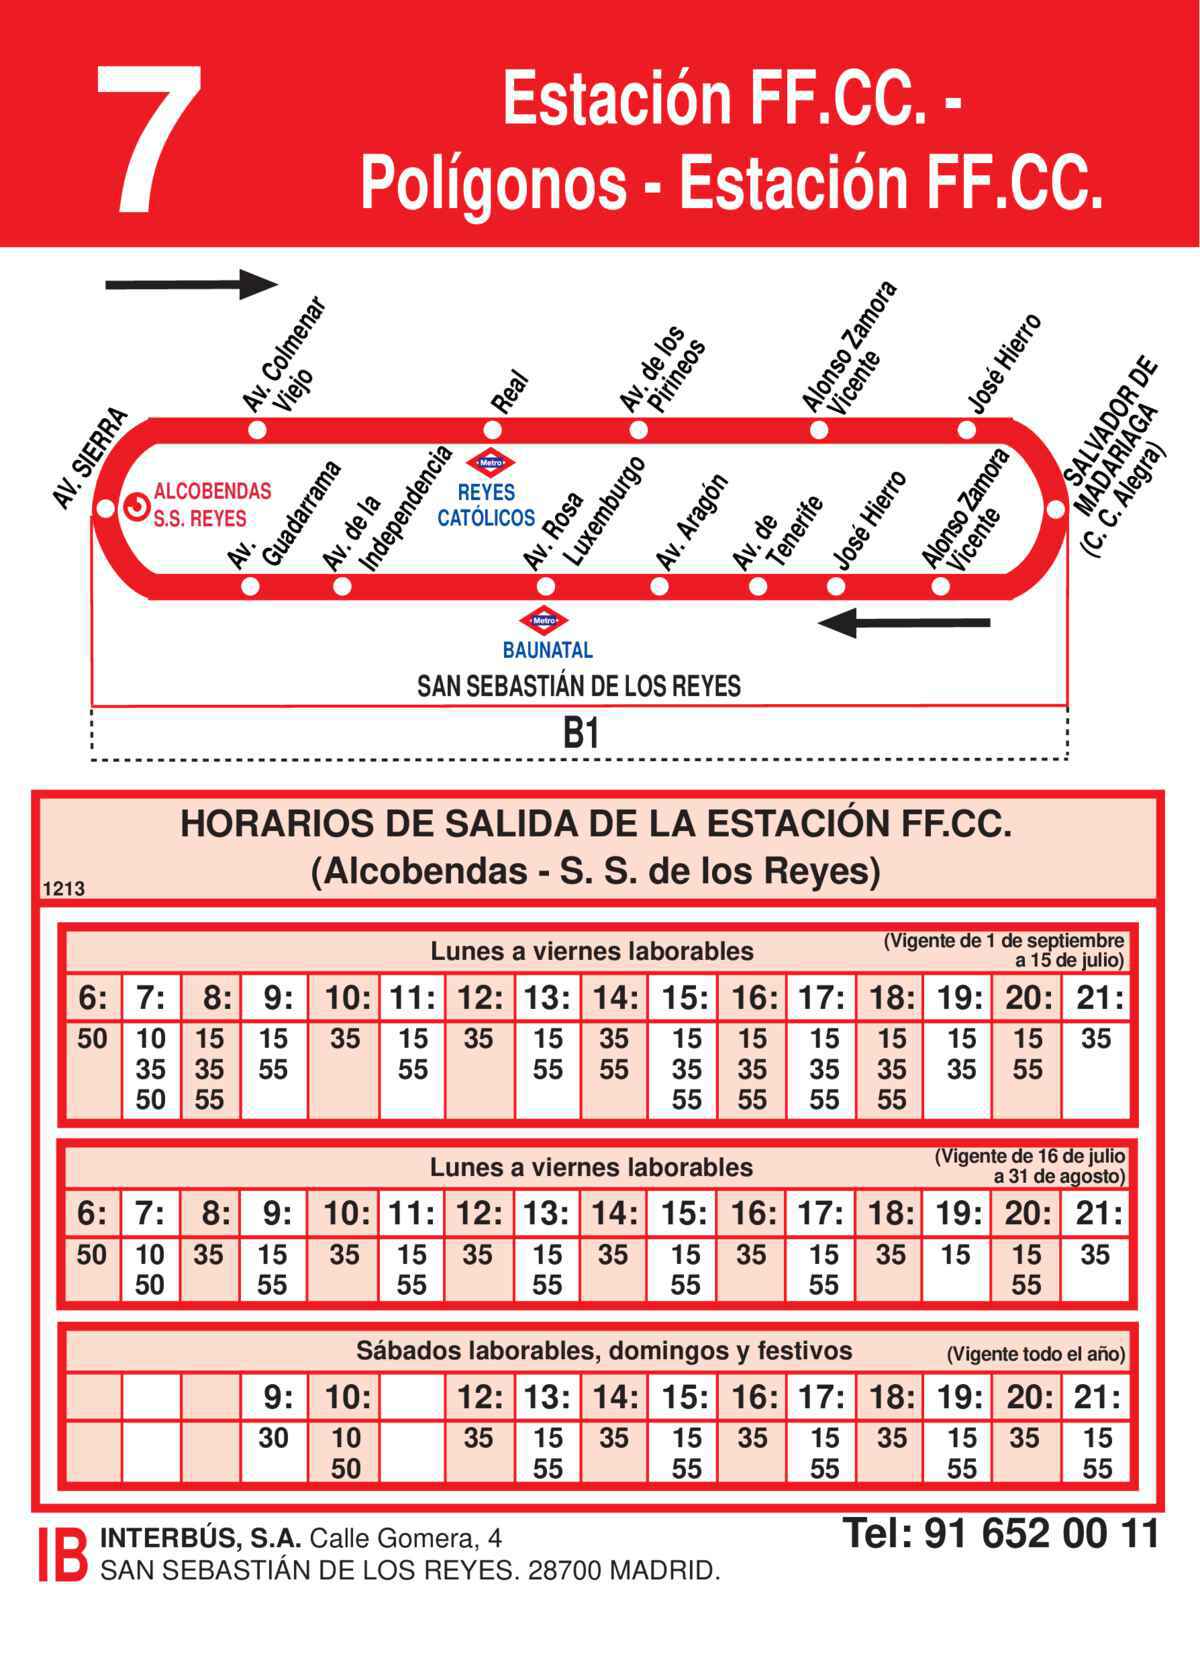 7
Estación FF.CC. -
Polígonos - Estación FF.CC.
AV. SIERRA
Av. Colmenar
Viejo
Real
Av. de los
Pirineos
Alonso Zamora
Vicente
José Hierro
SALVADOR DE
MADARIAGA
(C. C. Alegra)
ALCOBENDAS
S.S. REYES
Metro
REYES
CATÓLICOS
Av.
Guadarrama
Av. de la
Independencia
Av. Rosa
Luxemburgo
Av. Aragón
Av. de
Tenerife
José Hierro
Alonso Zamora
Vicente
Metro
BAUNATAL
SAN SEBASTIÁN DE LOS REYES
B1
HORARIOS DE SALIDA DE LA ESTACIÓN FF.CC.
(Alcobendas - S. S. de los Reyes)
1213
Lunes a viernes laborables
(Vigente de 1 de septiembre
a 15 de julio)
6: 7: 8: 9: 10: 11: 12: 13: 14: 15: 16: 17: 18: 19: 20: 21:
50 10 15 15 35 15 35 15 35 15 15 15 15 15 15 35
35 35 55 55 55 55 35 35 35 35 35 55
50 55 55 55 55 55
Lunes a viernes laborables
(Vigente de 16 de julio
a 31 de agosto)
6: 7: 8: 9: 10: 11: 12: 13: 14: 15: 16: 17: 18: 19: 20: 21:
50 10 35 15 35 15 35 15 35 15 35 15 35 15 15 35
50 55 55 55 55 55 55
Sábados laborables, domingos y festivos
(Vigente todo el año)
9: 10: 12: 13: 14: 15: 16: 17: 18: 19: 20: 21:
30 10 35 15 35 15 35 15 35 15 35 15
50 55 55 55 55 55
IB
INTERBÚS, S.A. Calle Gomera, 4
SAN SEBASTIÁN DE LOS REYES. 28700 MADRID.
Tel: 91 652 00 11